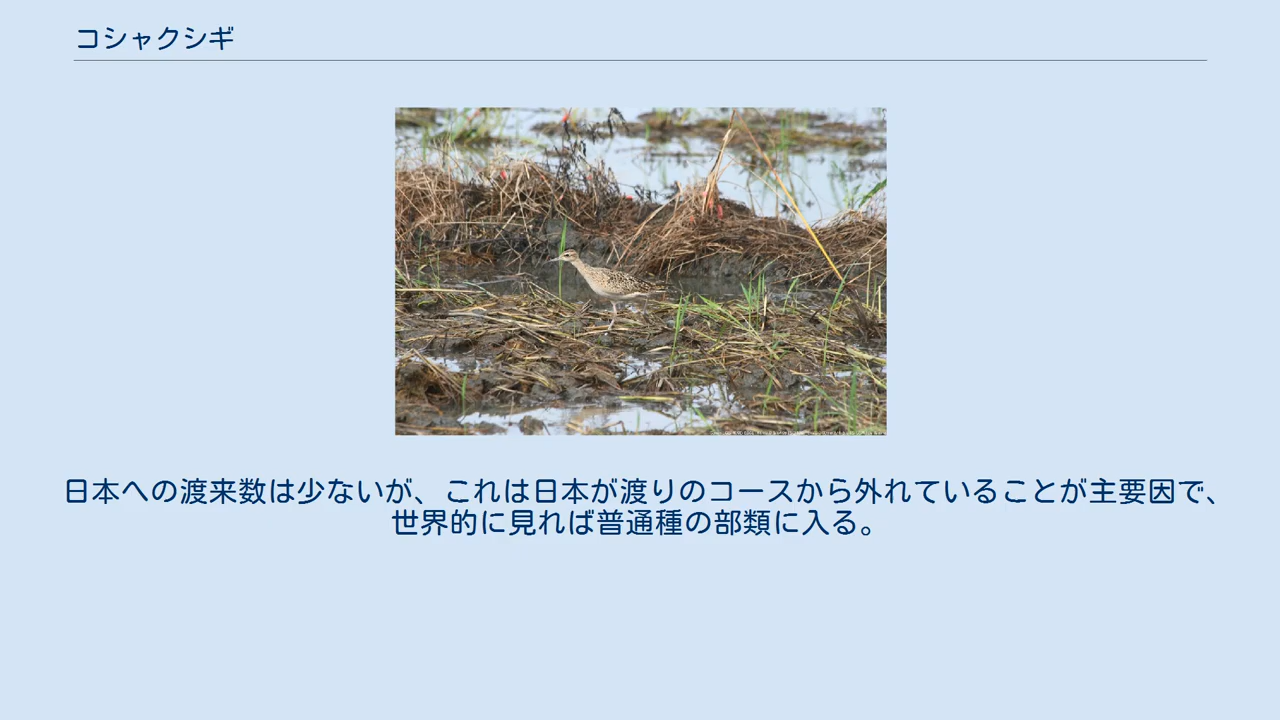 コシャクシギ
日本への渡来数は少ないが、これは日本が渡りのコースから外れていることが主要因で、
世界的に見れば普通種の部類に入る。